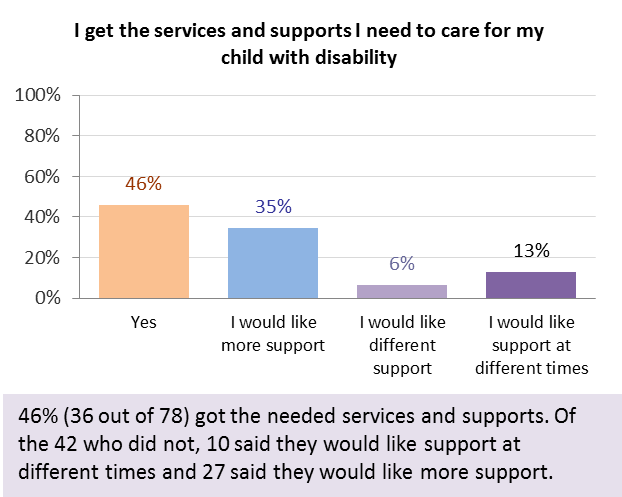 I get the services and supports I need to care for my
child with disability
100%
80%
60%
40%
20%
0%
46%
35%
6%
13%
Yes
I would like
more support
I would like
different
support
I would like
support at
different times
46% (36 out of 78) got the needed services and supports. Of
the 42 who did not, 10 said they would like support at
different times and 27 said they would like more support.